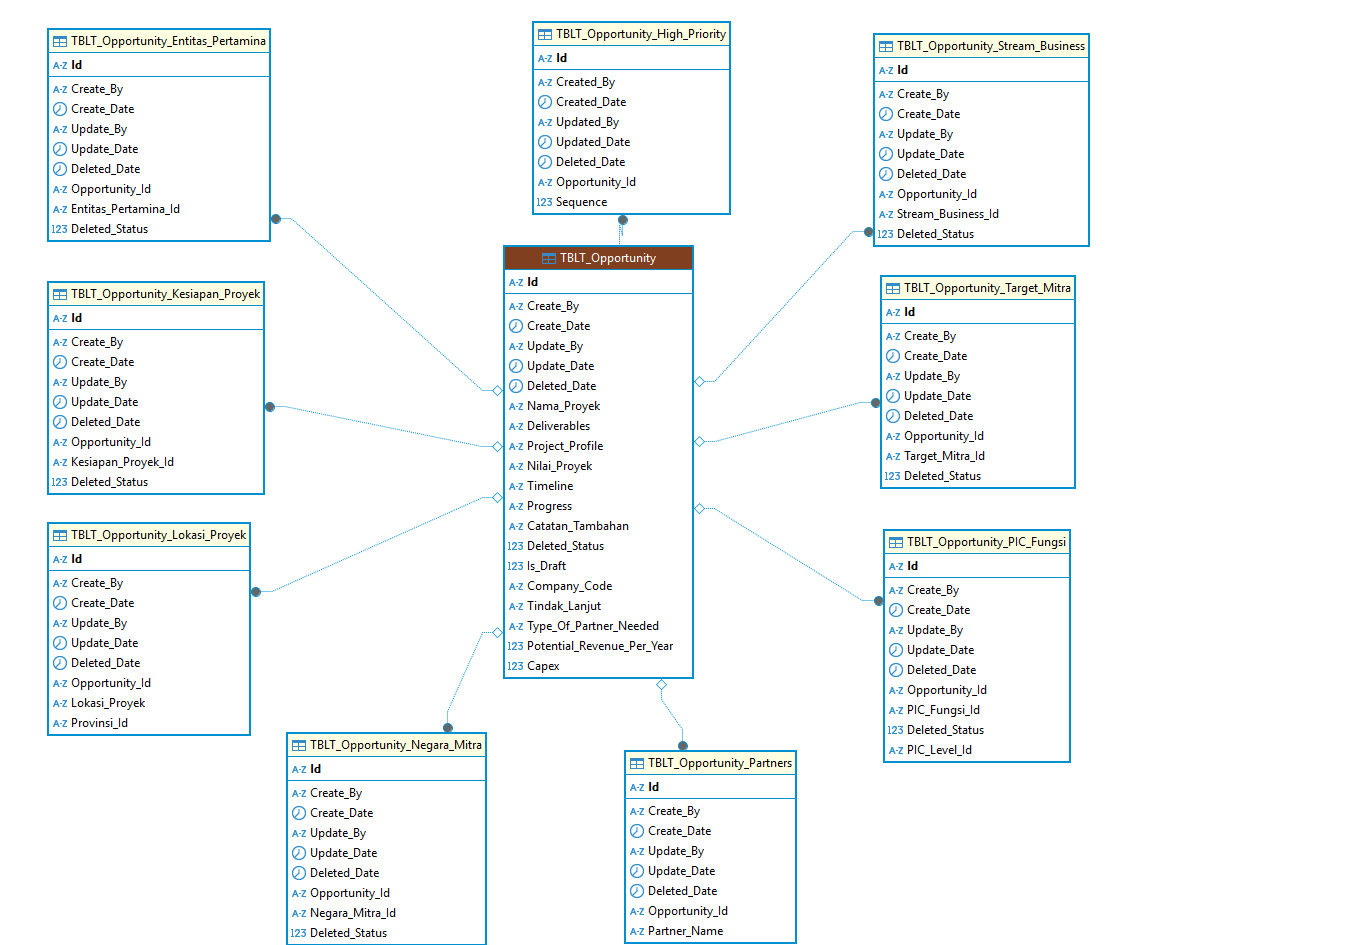 TBLT_Opportunity_Entitas_Pertamina
A-Z Id
A-Z Create_By
Create_Date
A-Z Update_By
Update_Date
Deleted_Date
A-Z Opportunity_Id
A-Z Entitas_Pertamina_Id
123 Deleted_Status
TBLT_Opportunity_High_Priority
A-Z Id
A-Z Created_By
Created_Date
A-Z Updated_By
Updated_Date
Deleted_Date
A-Z Opportunity_Id
123 Sequence
TBLT_Opportunity_Stream_Business
A-Z Id
A-Z Create_By
Create_Date
A-Z Update_By
Update_Date
Deleted_Date
A-Z Opportunity_Id
A-Z Stream_Business_Id
123 Deleted_Status
TBLT_Opportunity_Kesiapan_Proyek
A-Z Id
A-Z Create_By
Create_Date
A-Z Update_By
Update_Date
Deleted_Date
A-Z Opportunity_Id
A-Z Kesiapan_Proyek_Id
123 Deleted_Status
TBLT_Opportunity
A-Z Id
A-Z Create_By
Create_Date
A-Z Update_By
Update_Date
Deleted_Date
A-Z Nama_Proyek
A-Z Deliverables
A-Z Project_Profile
A-Z Nilai_Proyek
A-Z Timeline
A-Z Progress
A-Z Catatan_Tambahan
123 Deleted_Status
123 Is_Draft
A-Z Company_Code
A-Z Tindak_Lanjut
A-Z Type_Of_Partner_Needed
123 Potential_Revenue_Per_Year
123 Capex
TBLT_Opportunity_Target_Mitra
A-Z Id
A-Z Create_By
Create_Date
A-Z Update_By
Update_Date
Deleted_Date
A-Z Opportunity_Id
A-Z Target_Mitra_Id
123 Deleted_Status
TBLT_Opportunity_Lokasi_Proyek
A-Z Id
A-Z Create_By
Create_Date
A-Z Update_By
Update_Date
Deleted_Date
A-Z Opportunity_Id
A-Z Lokasi_Proyek
A-Z Provinsi_Id
TBLT_Opportunity_PIC_Fungsi
A-Z Id
A-Z Create_By
Create_Date
A-Z Update_By
Update_Date
Deleted_Date
A-Z Opportunity_Id
A-Z PIC_Fungsi_Id
123 Deleted_Status
A-Z PIC_Level_Id
TBLT_Opportunity_Negara_Mitra
A-Z Id
A-Z Create_By
Create_Date
A-Z Update_By
Update_Date
Deleted_Date
A-Z Opportunity_Id
A-Z Negara_Mitra_Id
123 Deleted_Status
TBLT_Opportunity_Partners
A-Z Id
A-Z Create_By
Create_Date
A-Z Update_By
Update_Date
Deleted_Date
A-Z Opportunity_Id
A-Z Partner_Name